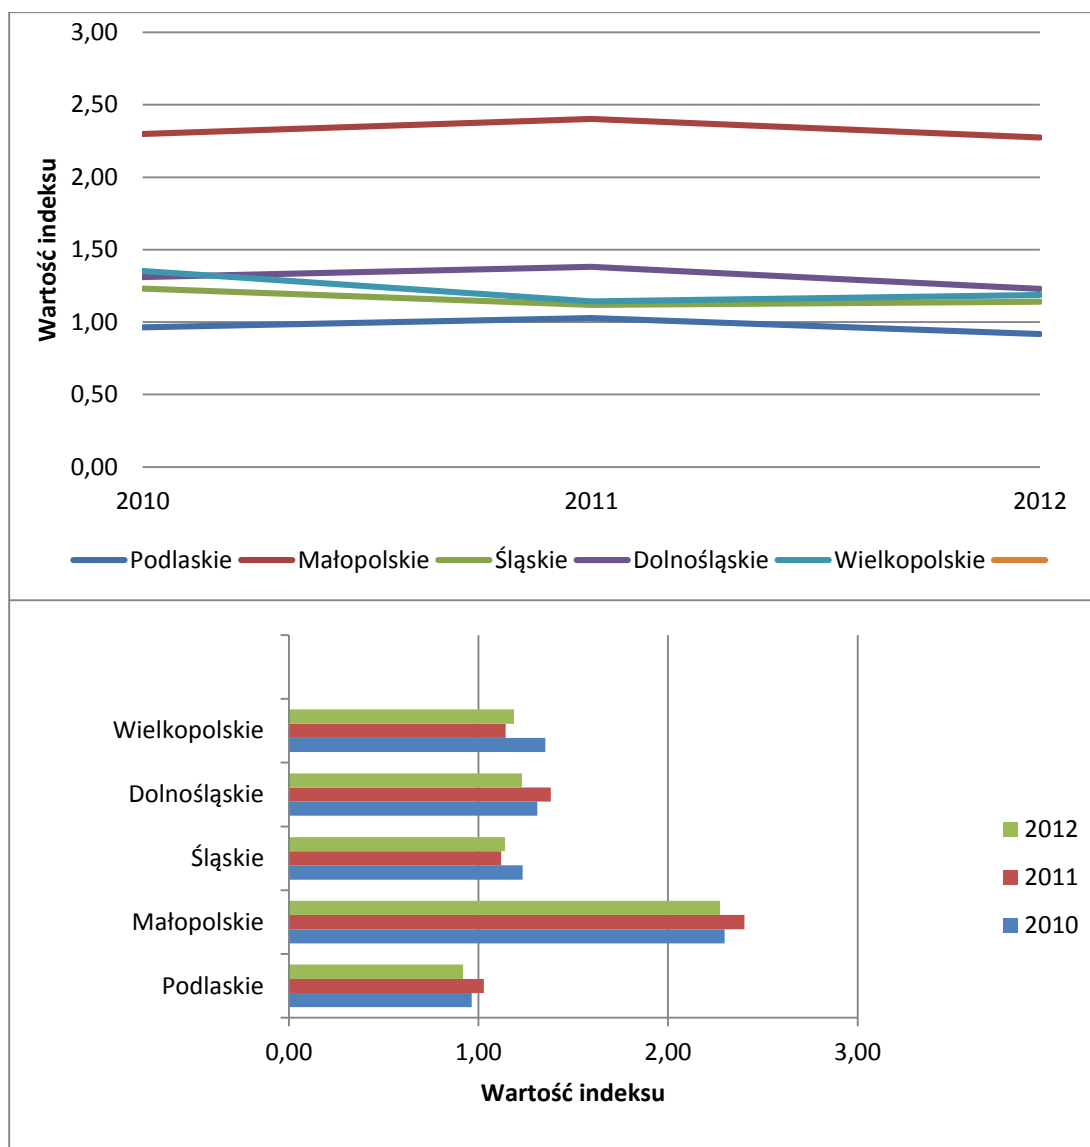 3,00
2,50
2,00
1,50
1,00
0,50
0,00
Wartość indeksu
2010 2011 2012
Podlaskie Małopolskie Śląskie Dolnośląskie Wielkopolskie
Wielkopolskie
Dolnośląskie
Śląskie
Małopolskie
Podlaskie
2012
2011
2010
0,00 1,00 2,00 3,00
Wartość indeksu